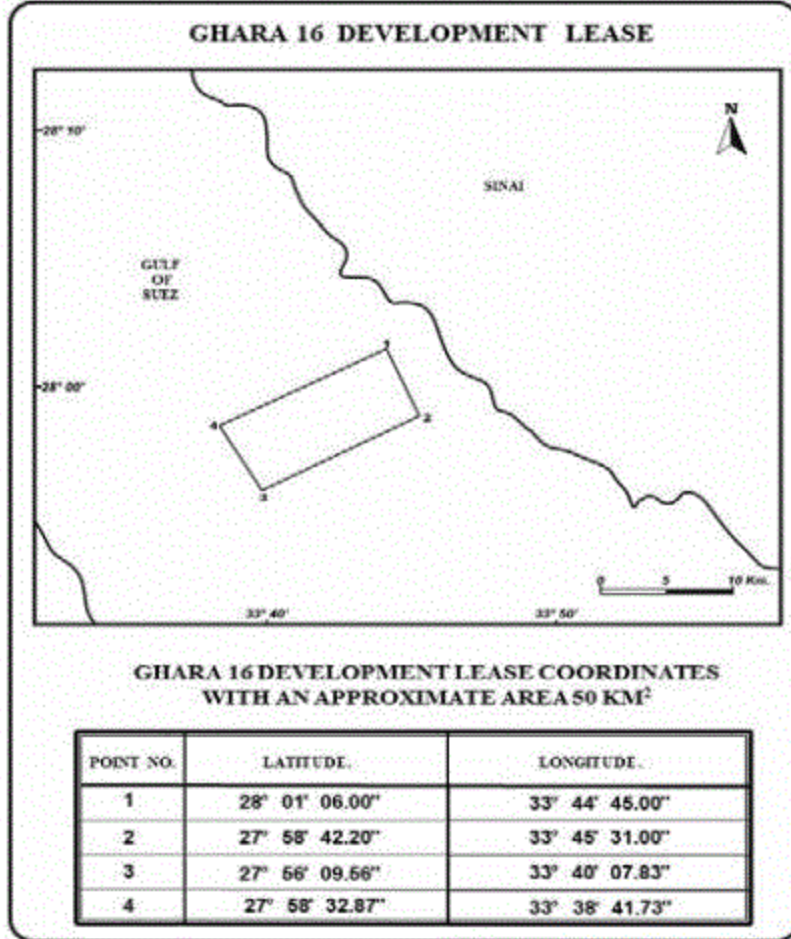 GHARA 16 DEVELOPMENT LEASE
N
28° 10'
SINAI
GULF
OF
SUEZ
1
28° 00'
2
4
3
0 5 10 Km.
33° 40' 33° 50'
GHARA 16 DEVELOPMENT LEASE COORDINATES
WITH AN APPROXIMATE AREA 50 KM²
POINT NO. LATITUDE. LONGITUDE.
1 28° 01' 06.00" 33° 44' 45.00"
2 27° 58' 42.20" 33° 45' 31.00"
3 27° 56' 09.56" 33° 40' 07.83"
4 27° 58' 32.87" 33° 38' 41.73"